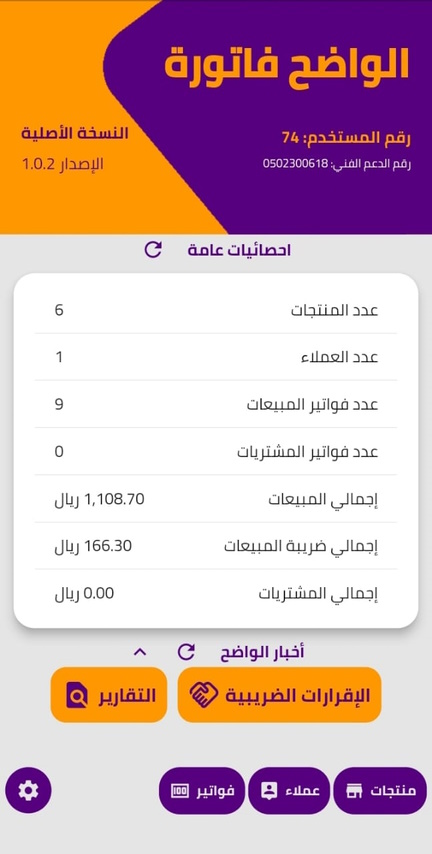 الواضح فاتورة
رقم المستخدم: 74
النسخة الأصلية
رقم الدعم الفني: 0502300618
الإصدار 1.0.2
احصائيات عامة
عدد المنتجات 6
عدد العملاء 1
عدد فواتير المبيعات 9
عدد فواتير المشتريات 0
إجمالي المبيعات 1,108.70 ريال
إجمالي ضريبة المبيعات 166.30 ريال
إجمالي المشتريات 0.00 ريال
أخبار الواضح
الإقرارات الضريبية
التقارير
منتجات
عملاء
فواتير